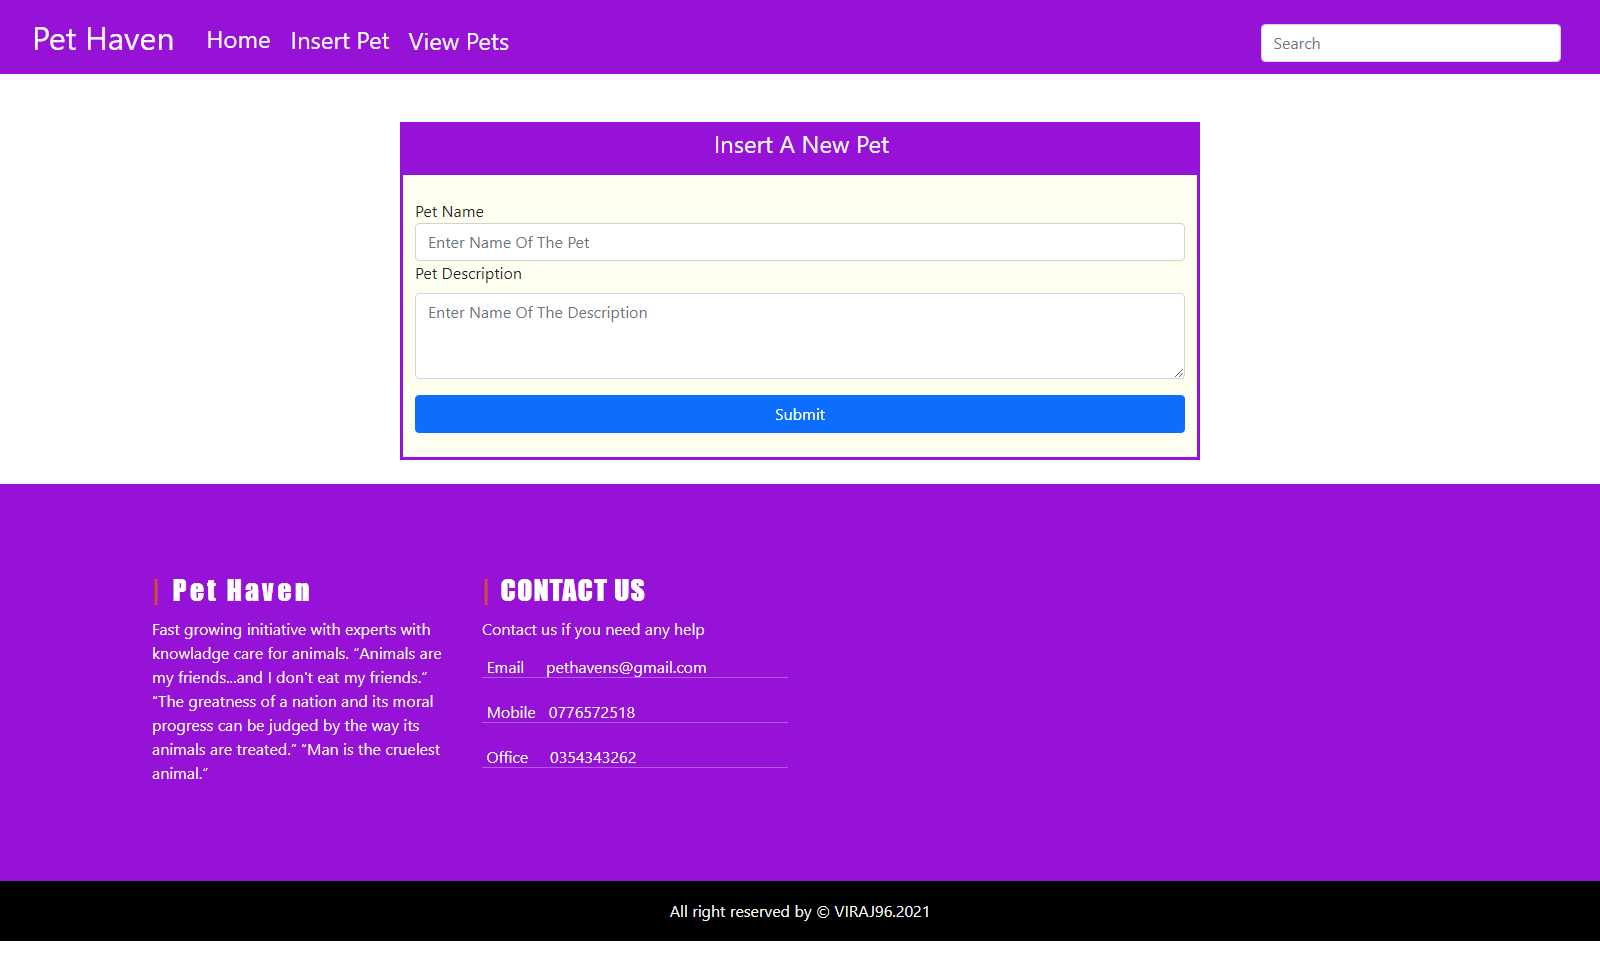 Pet Haven Home Insert Pet View Pets Search
Insert A New Pet
Pet Name
Enter Name Of The Pet
Pet Description
Enter Name Of The Description
Submit
| Pet Haven
Fast growing initiative with experts with
knowladge care for animals. “Animals are
my friends...and I don't eat my friends.”
“The greatness of a nation and its moral
progress can be judged by the way its
animals are treated.” “Man is the cruelest
animal.”
| CONTACT US
Contact us if you need any help
Email pethavens@gmail.com
Mobile 0776572518
Office 0354343262
All right reserved by © VIRAJ96.2021